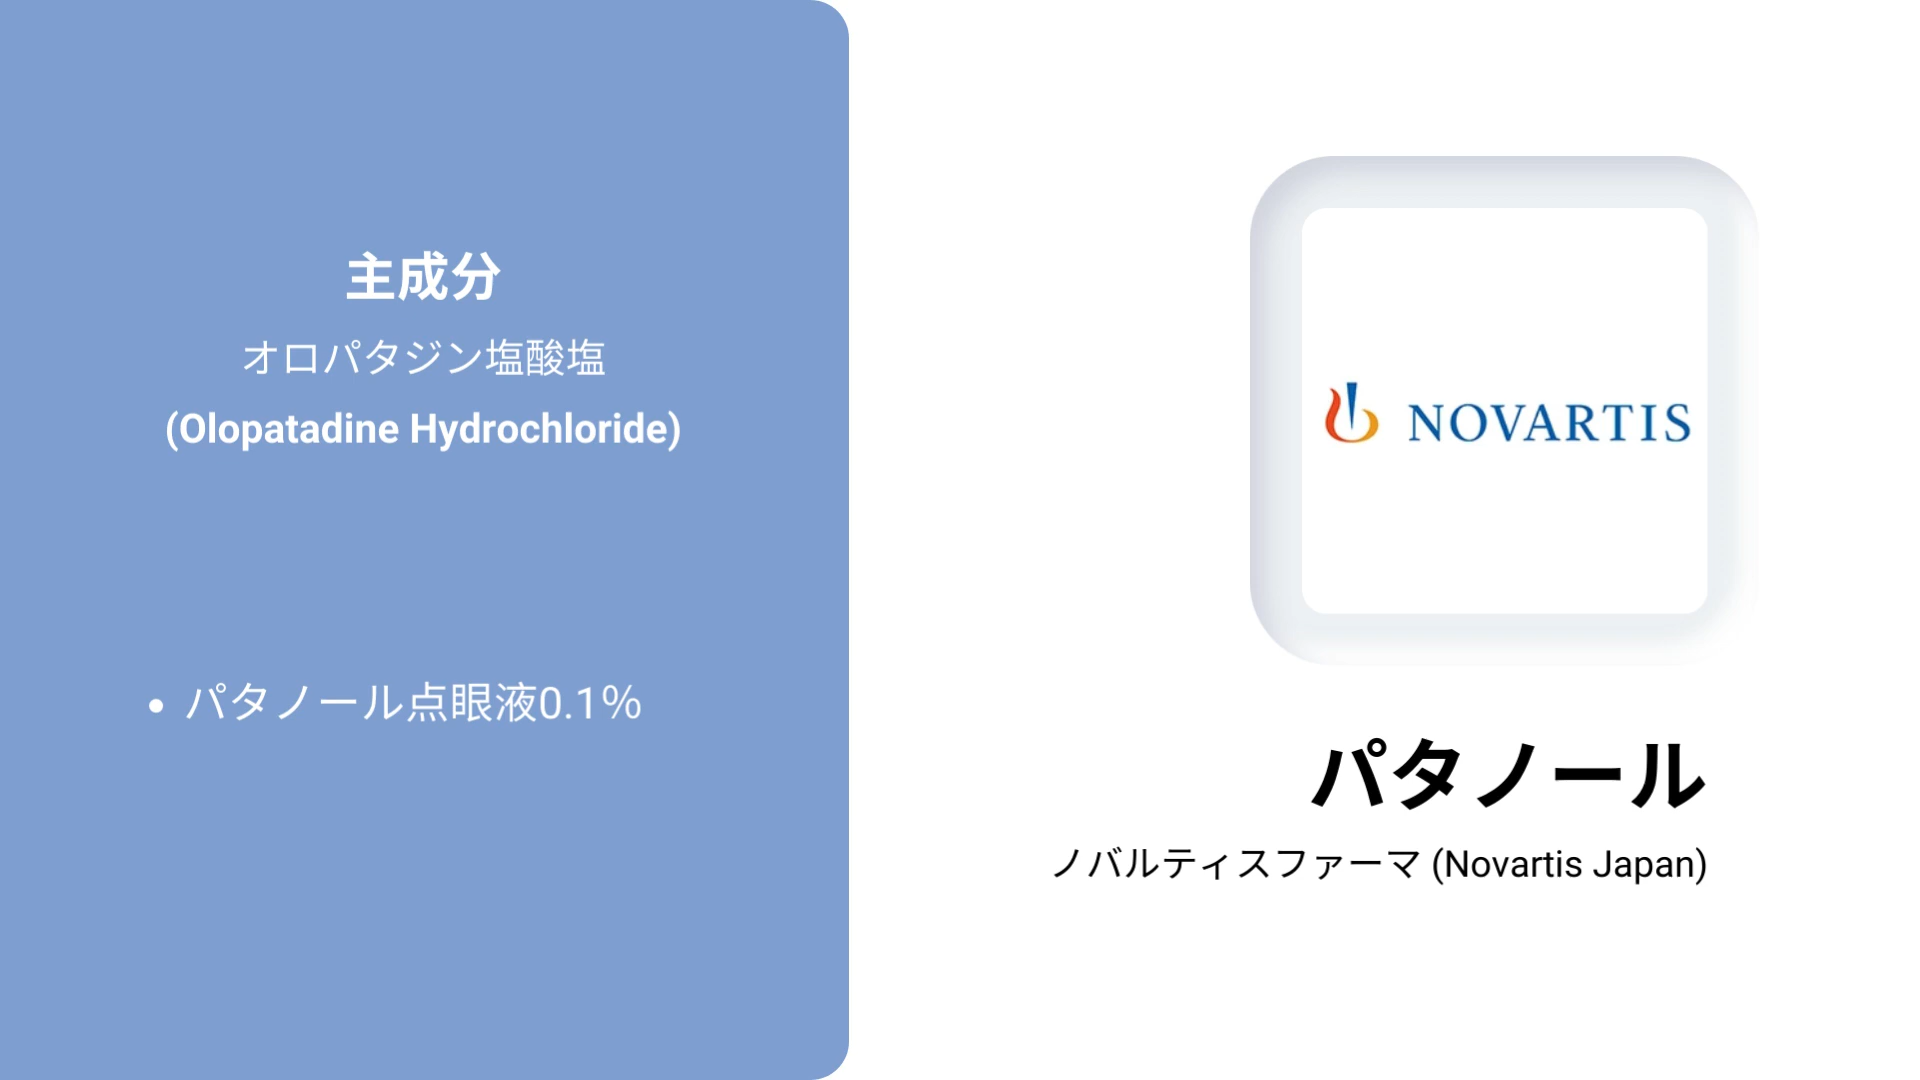 主成分
オロパタジン塩酸塩
(Olopatadine Hydrochloride)
• パタノール点眼液0.1%
NOVARTIS
パタノール
ノバルティスファーマ (Novartis Japan)